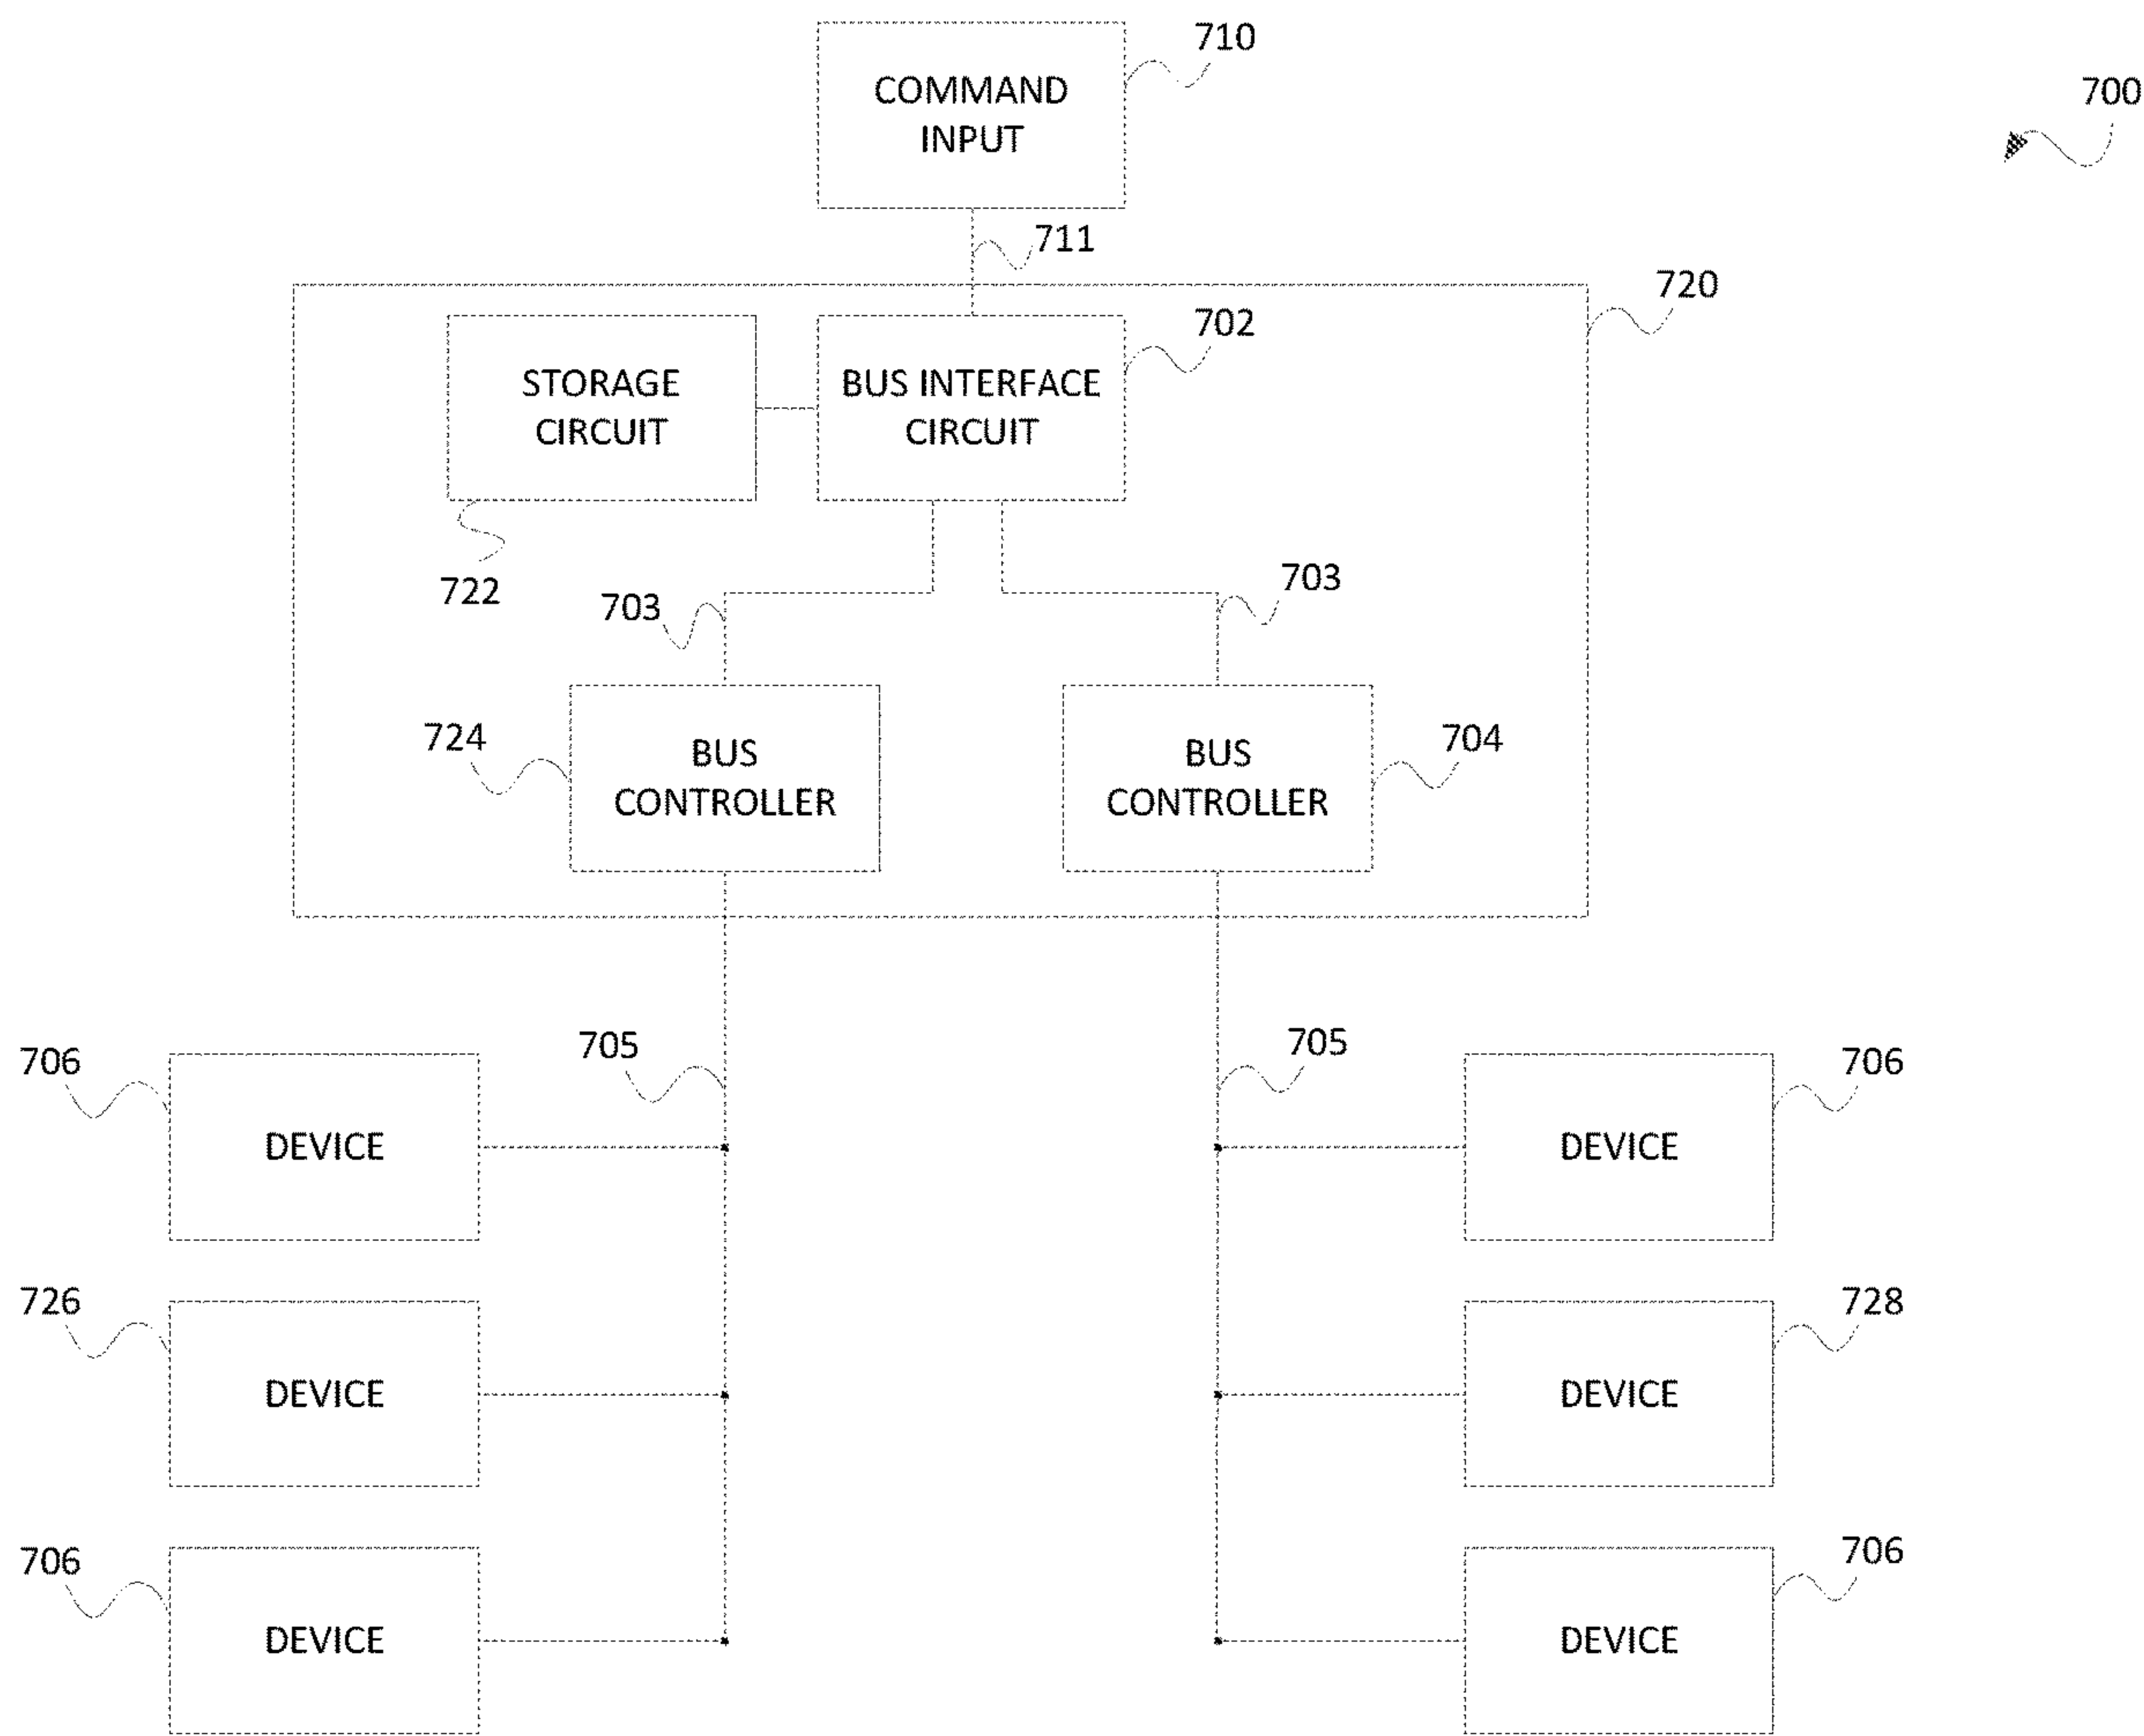 710
COMMAND
INPUT
700
711
720
702
STORAGE
CIRCUIT
BUS INTERFACE
CIRCUIT
722
703
703
724
BUS
CONTROLLER
BUS
CONTROLLER
704
706
DEVICE
705
705
DEVICE
706
726
DEVICE
DEVICE
728
706
DEVICE
DEVICE
706